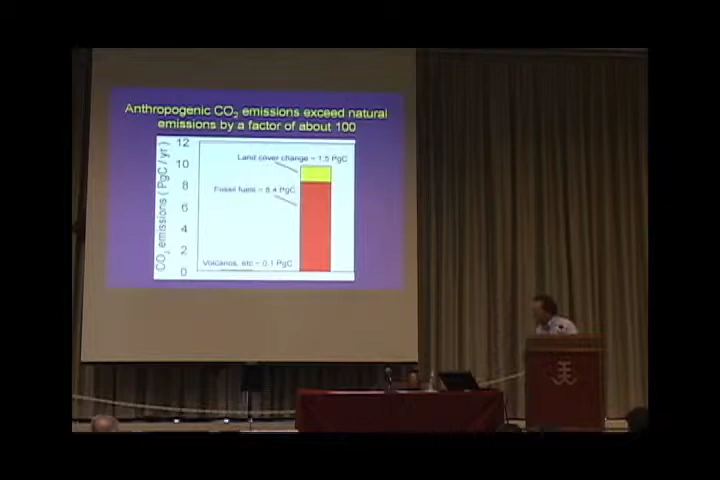 Anthropogenic CO₂ emissions exceed natural
emissions by a factor of about 100
CO₂ emissions (PgC/yr)
12
10
8
6
4
2
0
Land cover change ~ 1.5 PgC
Fossil fuels ~ 8.4 PgC
Volcanos, etc ~ 0.1 PgC